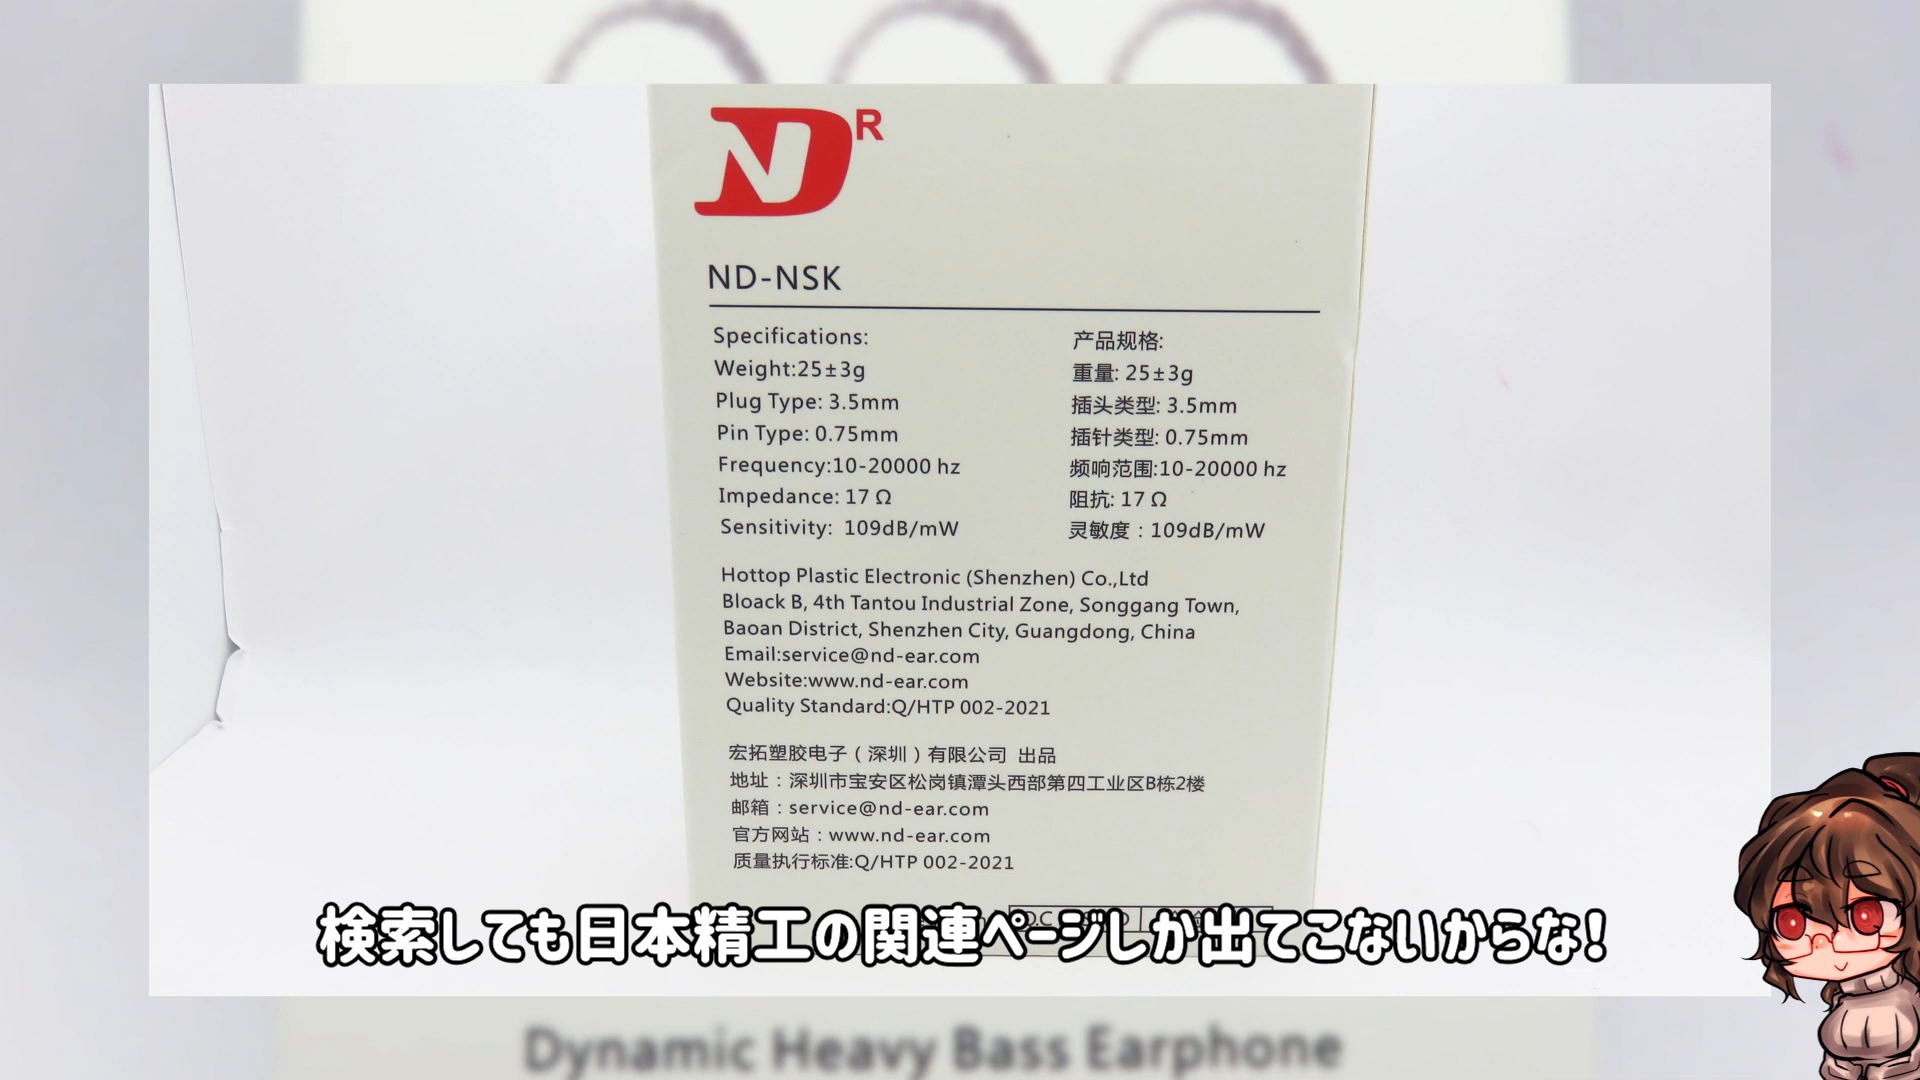 ND R
ND-NSK
Specifications:
Weight:25±3g
Plug Type: 3.5mm
Pin Type: 0.75mm
Frequency:10-20000 hz
Impedance: 17 Ω
Sensitivity: 109dB/mW
产品规格:
重量: 25±3g
插头类型: 3.5mm
插针类型: 0.75mm
频响范围:10-20000 hz
阻抗: 17 Ω
灵敏度：109dB/mW
Hottop Plastic Electronic (Shenzhen) Co.,Ltd
Bloack B, 4th Tantou Industrial Zone, Songgang Town,
Baoan District, Shenzhen City, Guangdong, China
Email:service@nd-ear.com
Website:www.nd-ear.com
Quality Standard:Q/HTP 002-2021
宏拓塑胶电子（深圳）有限公司 出品
地址：深圳市宝安区松岗镇潭头西部第四工业区B栋2楼
邮箱：service@nd-ear.com
官方网站：www.nd-ear.com
质量执行标准:Q/HTP 002-2021
検索しても日本精工の関連ページしか出てこないからな!
Dynamic Heavy Bass Earphone